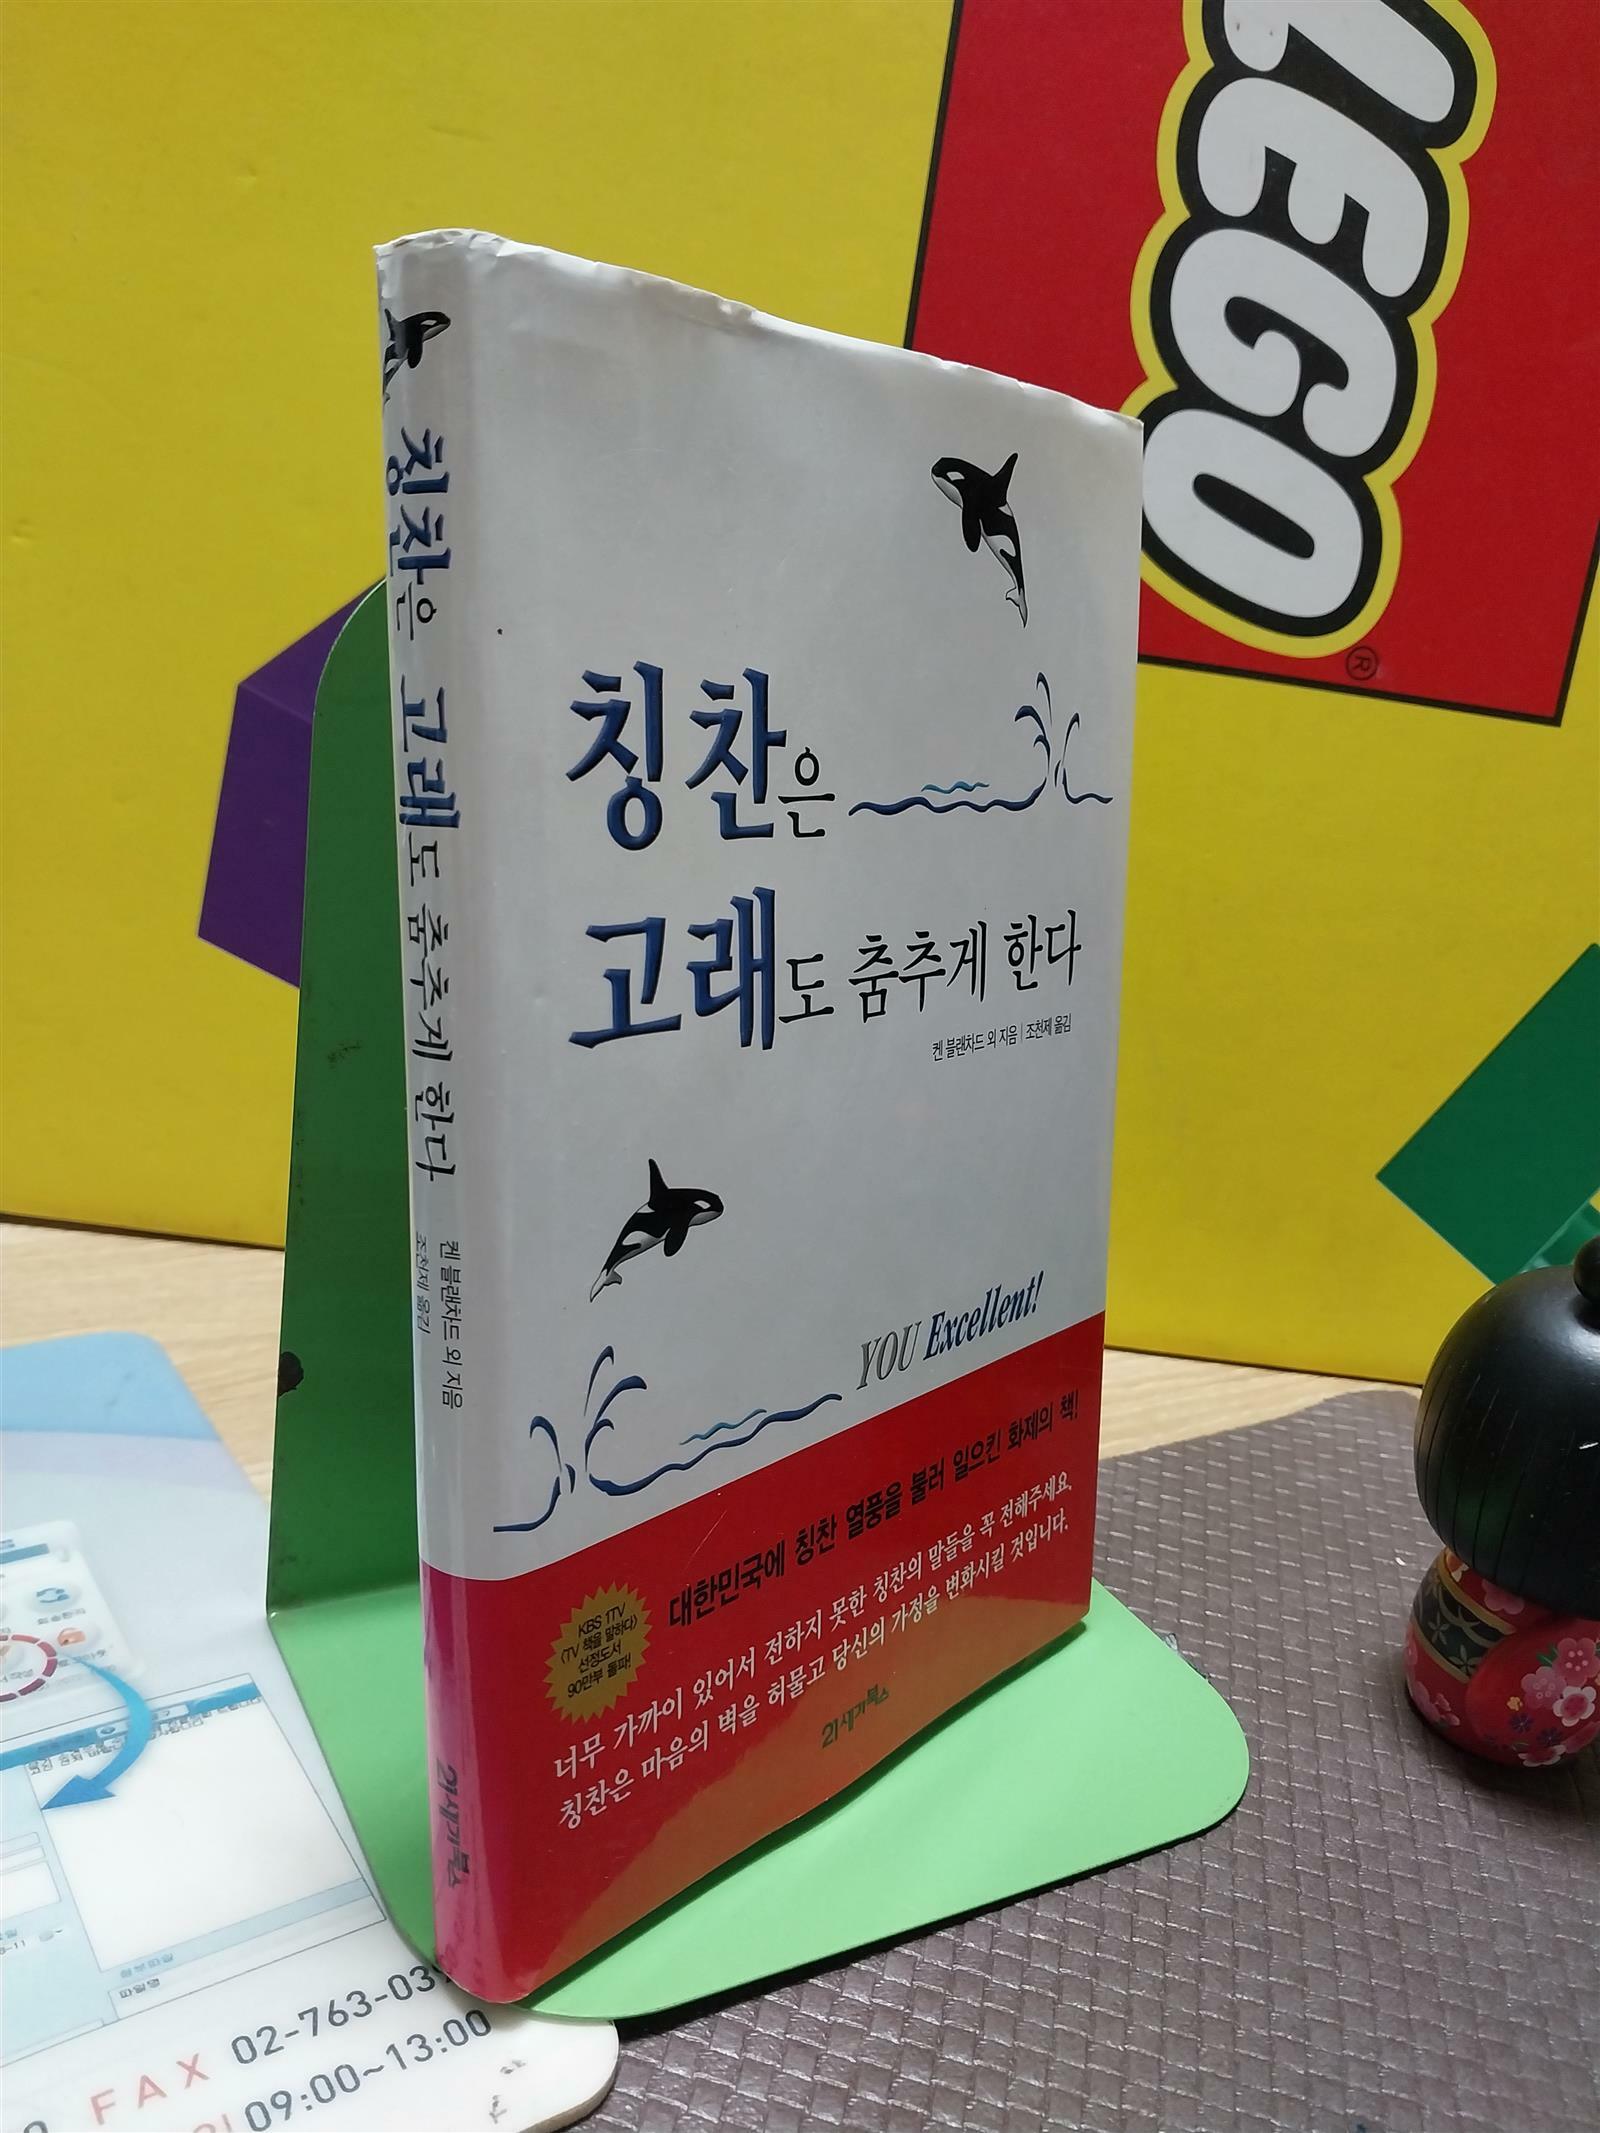 LEGO
®
칭찬은 고래도 춤추게 한다
켄 블랜차드 외 지음
조천제 옮김
21세기북스
칭찬은
고래도 춤추게 한다
켄 블랜차드 외 지음 | 조천제 옮김
YOU Excellent!
대한민국에 칭찬 열풍을 불러 일으킨 화제의 책!
KBS 1TV
〈TV 책을 말하다〉
선정도서
90만부 돌파!
너무 가까이 있어서 전하지 못한 칭찬의 말들을 꼭 전해주세요.
칭찬은 마음의 벽을 허물고 당신의 가정을 변화시킬 것입니다.
21세기북스
FAX 02-763-03
09:00~13:00